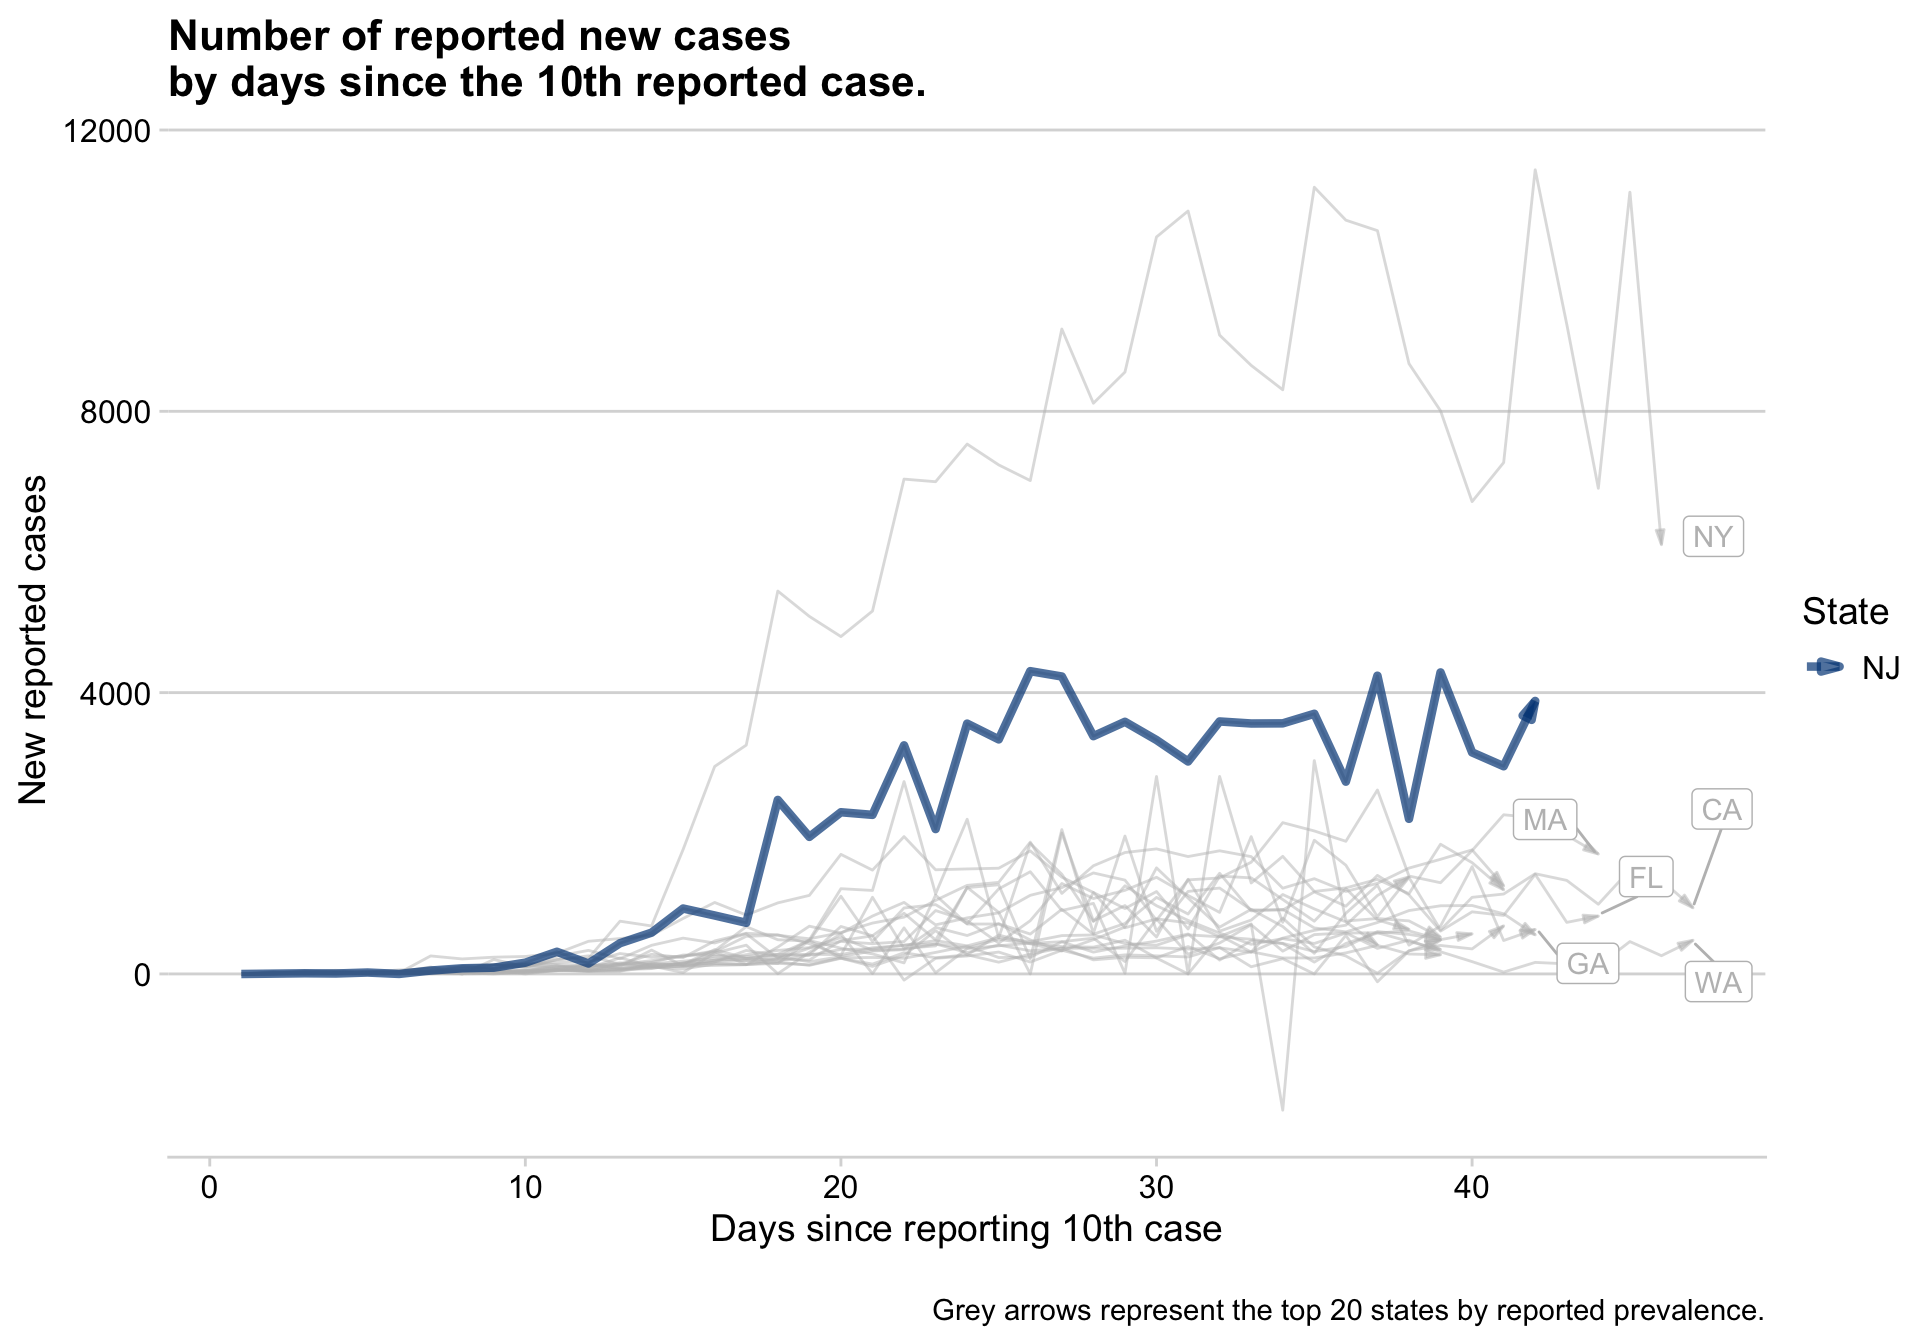 Number of reported new cases
by days since the 10th reported case.
12000
8000
4000
0
New reported cases
NY
MA
CA
FL
GA
WA
State
NJ
0 10 20 30 40
Days since reporting 10th case
Grey arrows represent the top 20 states by reported prevalence.